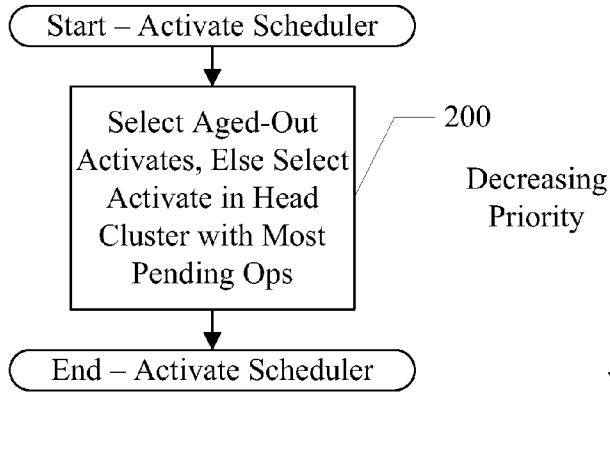 Start – Activate Scheduler
Select Aged-Out
Activates, Else Select
Activate in Head
Cluster with Most
Pending Ops
200
Decreasing
Priority
End – Activate Scheduler